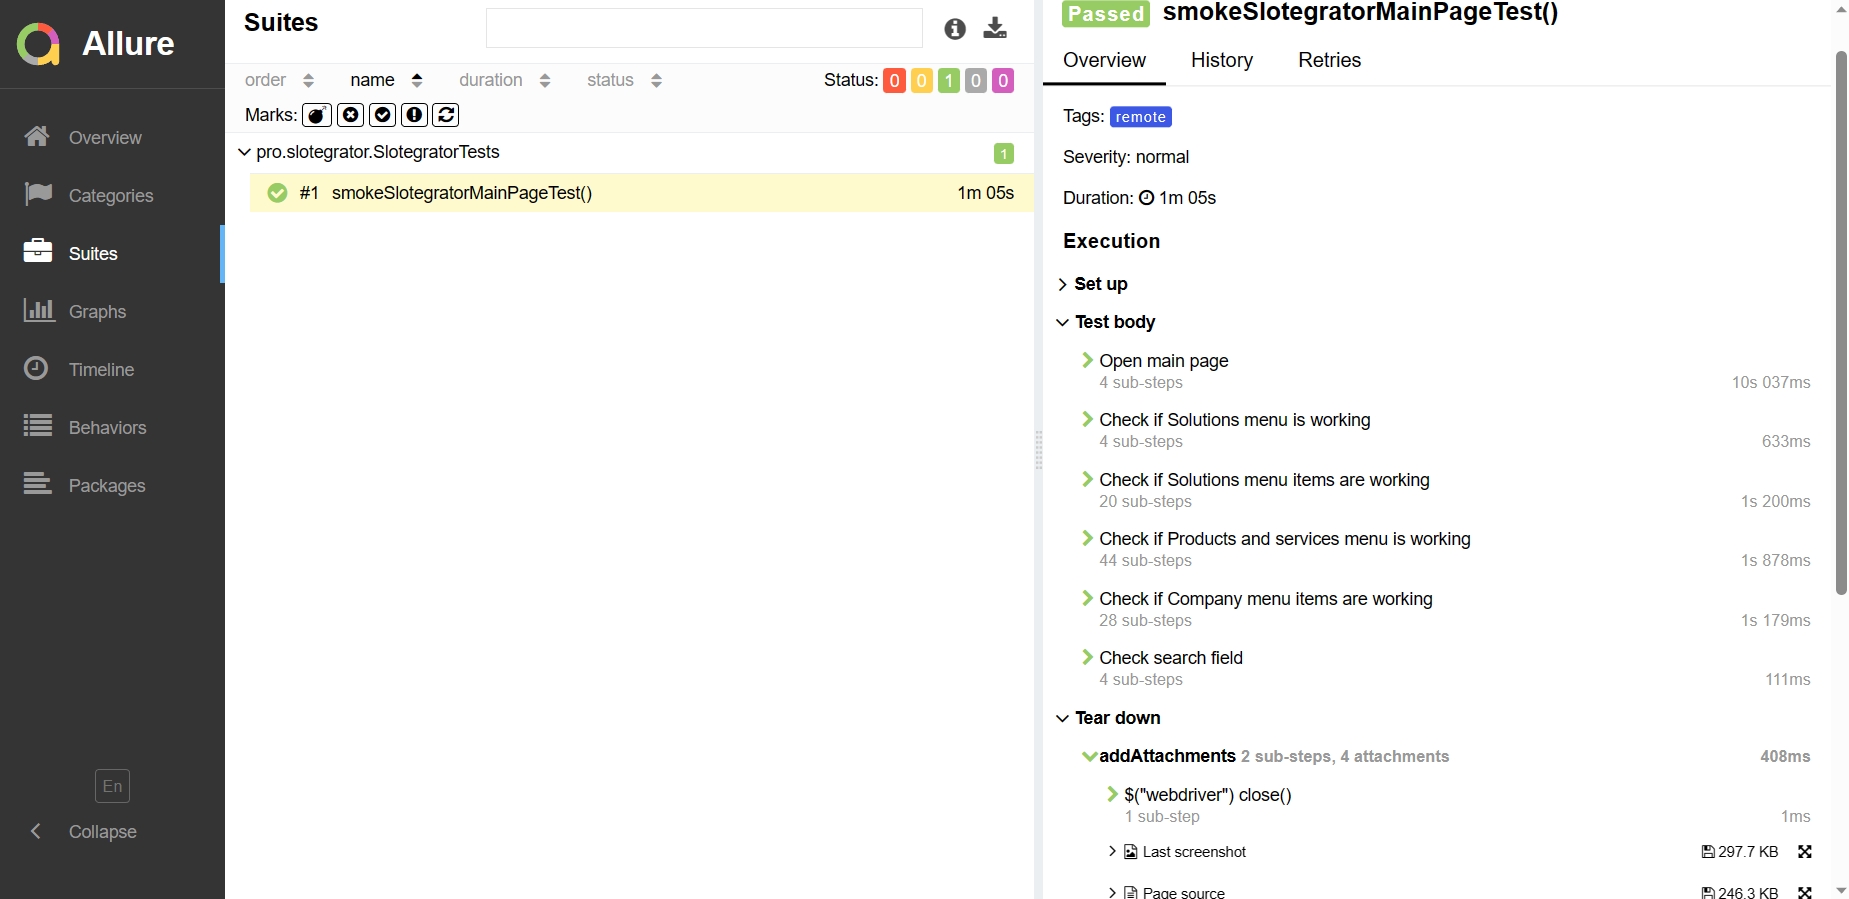 Allure
Overview
Categories
Suites
Graphs
Timeline
Behaviors
Packages
En
Collapse
Suites
order name duration status Status: 0 0 1 0 0
Marks:
pro.slotegrator.SlotegratorTests 1
#1 smokeSlotegratorMainPageTest() 1m 05s
Passed smokeSlotegratorMainPageTest()
Overview History Retries
Tags: remote
Severity: normal
Duration: 1m 05s
Execution
Set up
Test body
Open main page
4 sub-steps 10s 037ms
Check if Solutions menu is working
4 sub-steps 633ms
Check if Solutions menu items are working
20 sub-steps 1s 200ms
Check if Products and services menu is working
44 sub-steps 1s 878ms
Check if Company menu items are working
28 sub-steps 1s 179ms
Check search field
4 sub-steps 111ms
Tear down
addAttachments 2 sub-steps, 4 attachments 408ms
$("webdriver") close()
1 sub-step 1ms
Last screenshot 297.7 KB
Page source 246.3 KB